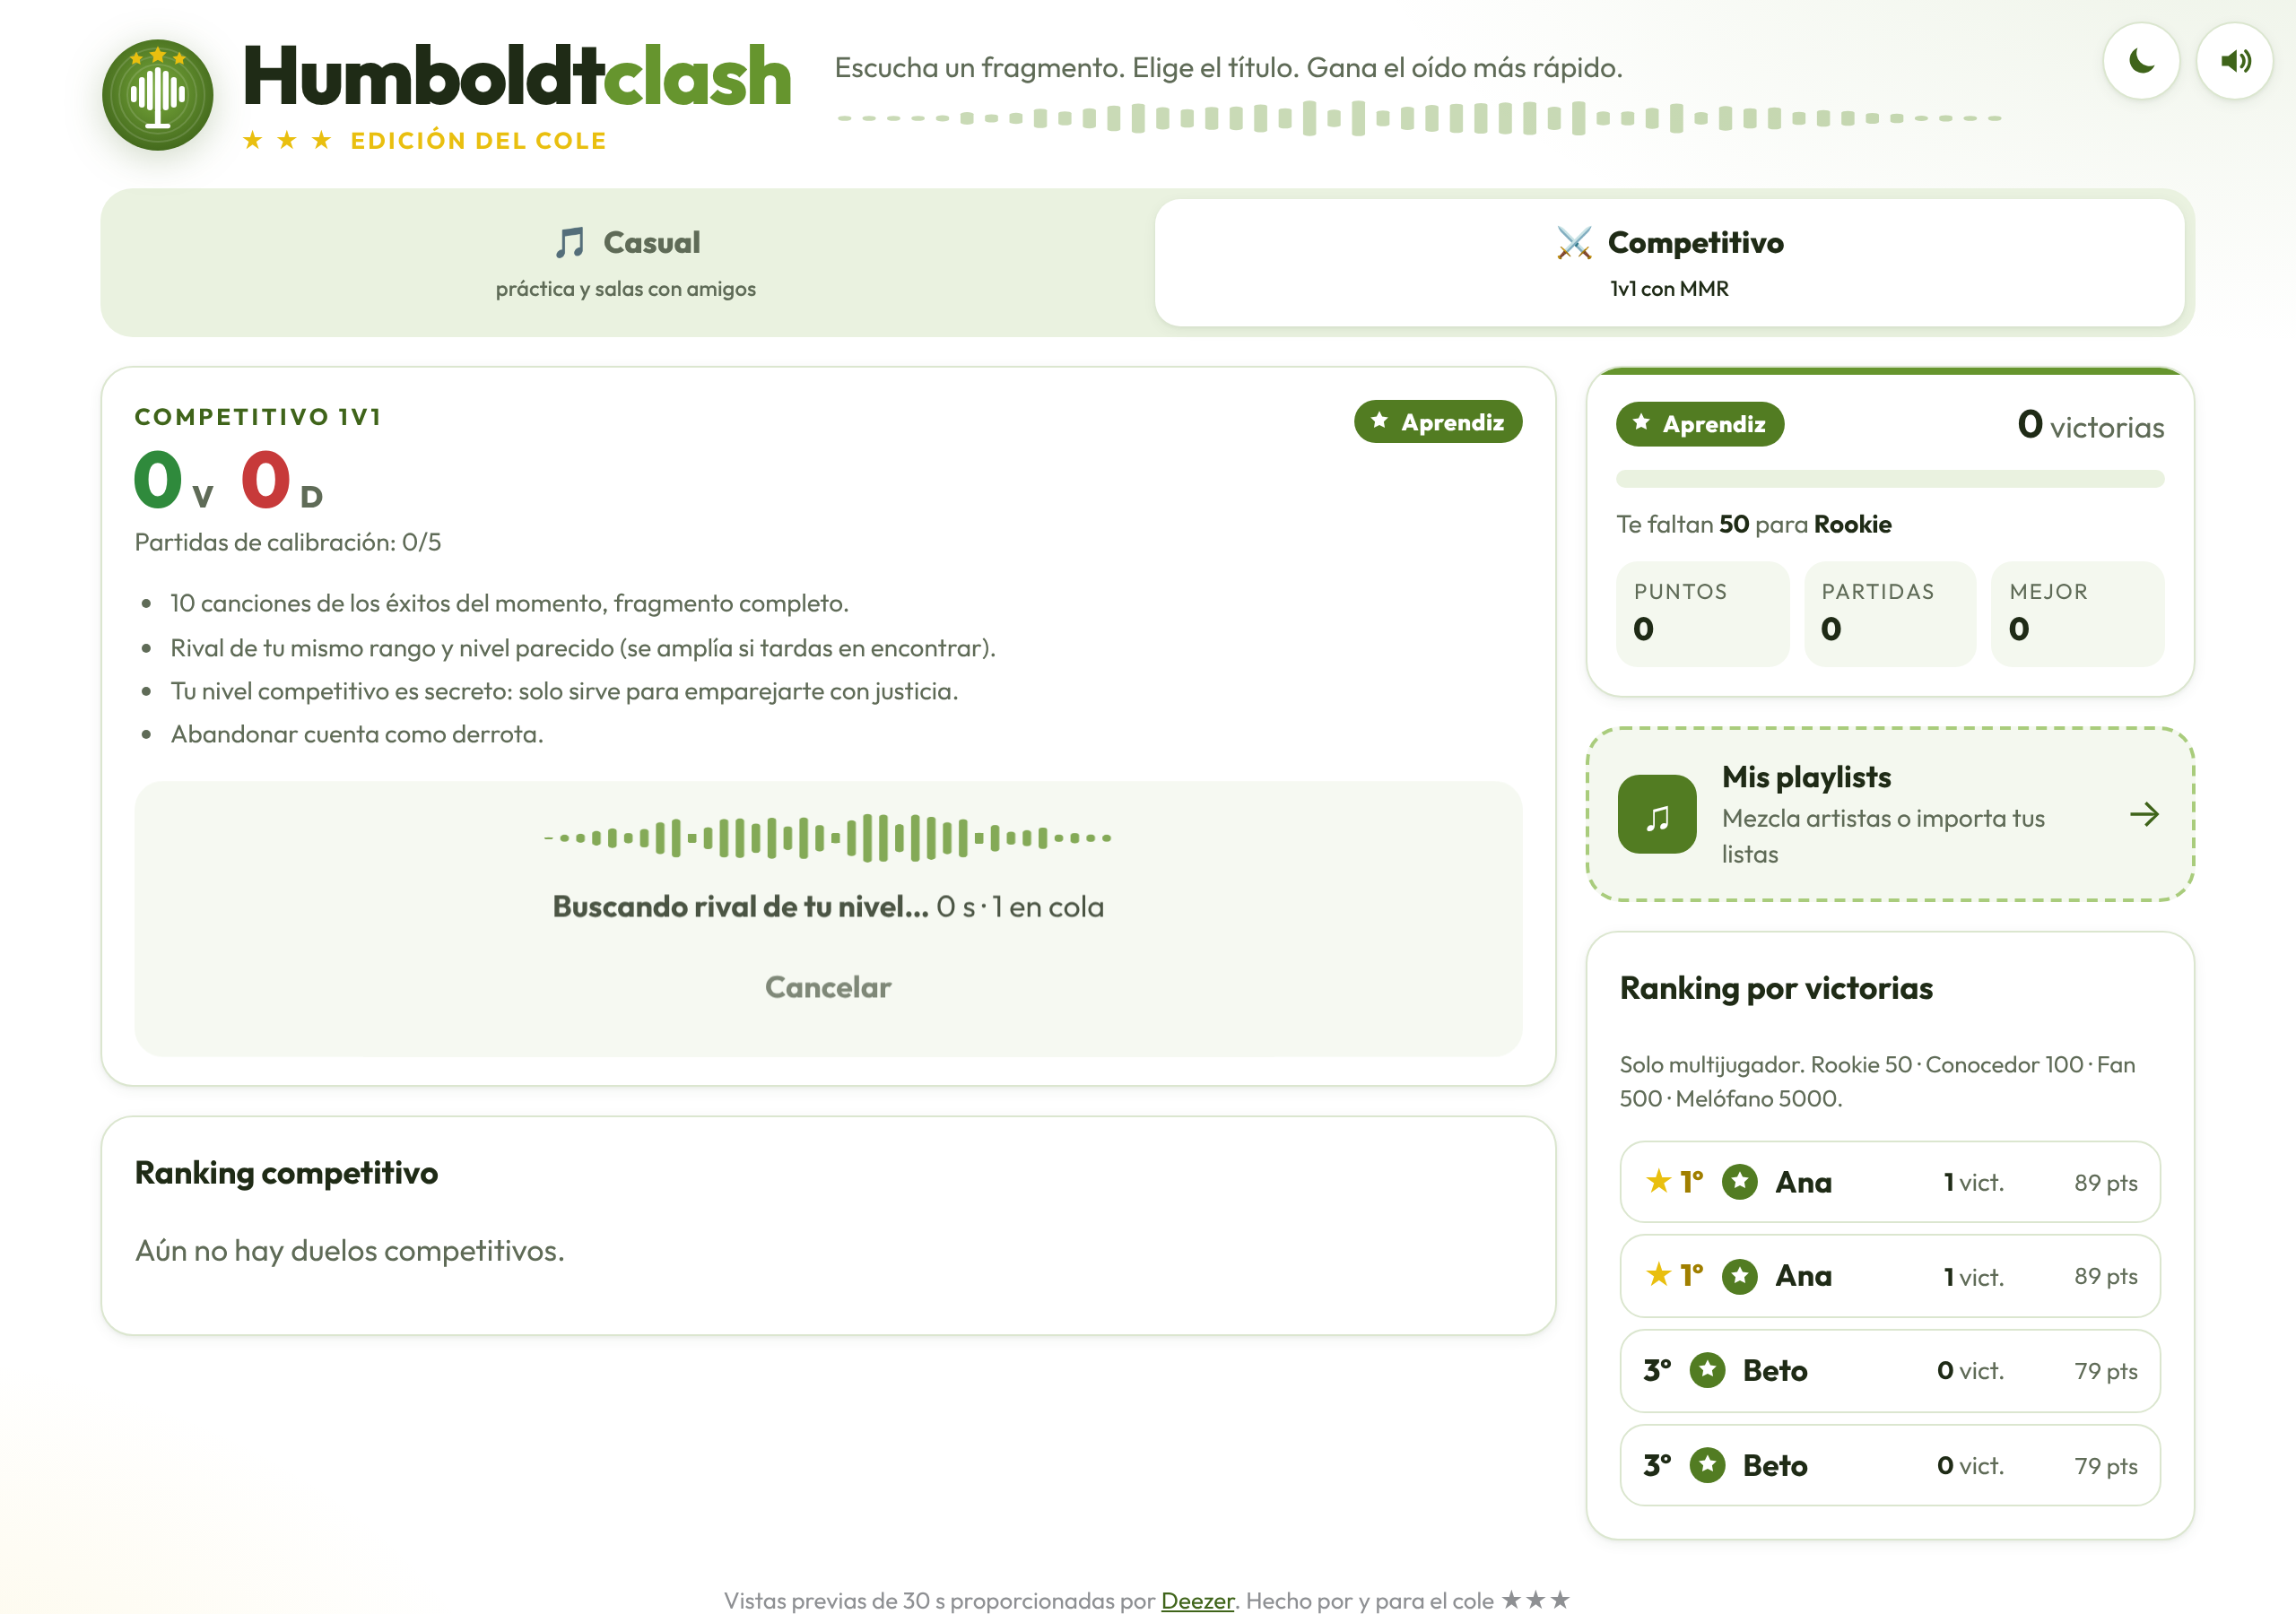 Humboldtclash
★ ★ ★ EDICIÓN DEL COLE
Escucha un fragmento. Elige el título. Gana el oído más rápido.
Casual
práctica y salas con amigos
Competitivo
1v1 con MMR
COMPETITIVO 1V1
★ Aprendiz
0 V 0 D
Partidas de calibración: 0/5
• 10 canciones de los éxitos del momento, fragmento completo.
• Rival de tu mismo rango y nivel parecido (se amplía si tardas en encontrar).
• Tu nivel competitivo es secreto: solo sirve para emparejarte con justicia.
• Abandonar cuenta como derrota.
Buscando rival de tu nivel... 0 s · 1 en cola
Cancelar
Ranking competitivo
Aún no hay duelos competitivos.
★ Aprendiz
0 victorias
Te faltan 50 para Rookie
PUNTOS
0
PARTIDAS
0
MEJOR
0
Mis playlists
Mezcla artistas o importa tus
listas
→
Ranking por victorias
Solo multijugador. Rookie 50 · Conocedor 100 · Fan
500 · Melófano 5000.
★ 1º ★ Ana 1 vict. 89 pts
★ 1º ★ Ana 1 vict. 89 pts
3º ★ Beto 0 vict. 79 pts
3º ★ Beto 0 vict. 79 pts
Vistas previas de 30 s proporcionadas por Deezer. Hecho por y para el cole ★★★